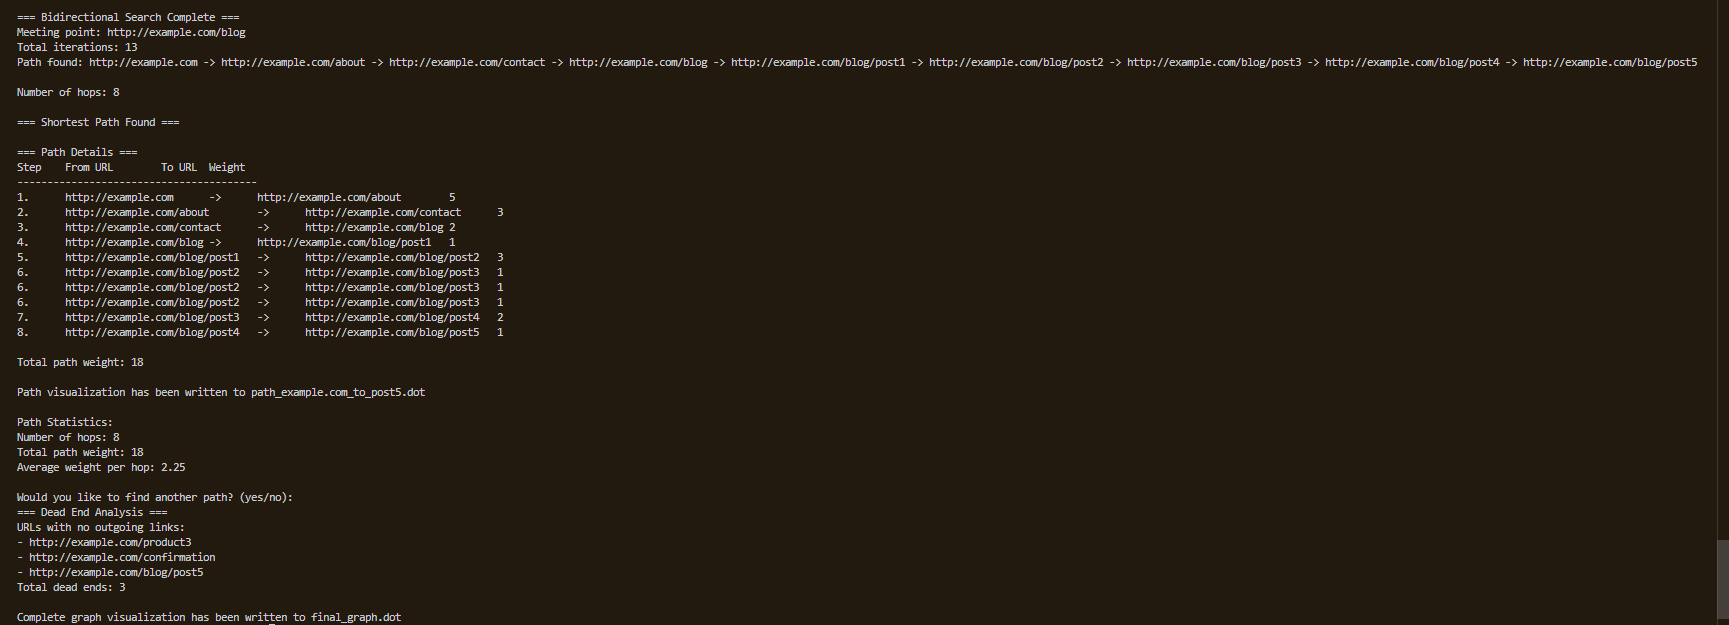 === Bidirectional Search Complete ===
Meeting point: http://example.com/blog
Total iterations: 13
Path found: http://example.com -> http://example.com/about -> http://example.com/contact -> http://example.com/blog -> http://example.com/blog/post1 -> http://example.com/blog/post2 -> http://example.com/blog/post3 -> http://example.com/blog/post4 -> http://example.com/blog/post5
Number of hops: 8
=== Shortest Path Found ===
=== Path Details ===
Step From URL To URL Weight
----------------------------------------
1. http://example.com -> http://example.com/about 5
2. http://example.com/about -> http://example.com/contact 3
3. http://example.com/contact -> http://example.com/blog 2
4. http://example.com/blog -> http://example.com/blog/post1 1
5. http://example.com/blog/post1 -> http://example.com/blog/post2 3
6. http://example.com/blog/post2 -> http://example.com/blog/post3 1
6. http://example.com/blog/post2 -> http://example.com/blog/post3 1
6. http://example.com/blog/post2 -> http://example.com/blog/post3 1
7. http://example.com/blog/post3 -> http://example.com/blog/post4 2
8. http://example.com/blog/post4 -> http://example.com/blog/post5 1
Total path weight: 18
Path visualization has been written to path_example.com_to_post5.dot
Path Statistics:
Number of hops: 8
Total path weight: 18
Average weight per hop: 2.25
Would you like to find another path? (yes/no):
=== Dead End Analysis ===
URLs with no outgoing links:
- http://example.com/product3
- http://example.com/confirmation
- http://example.com/blog/post5
Total dead ends: 3
Complete graph visualization has been written to final_graph.dot